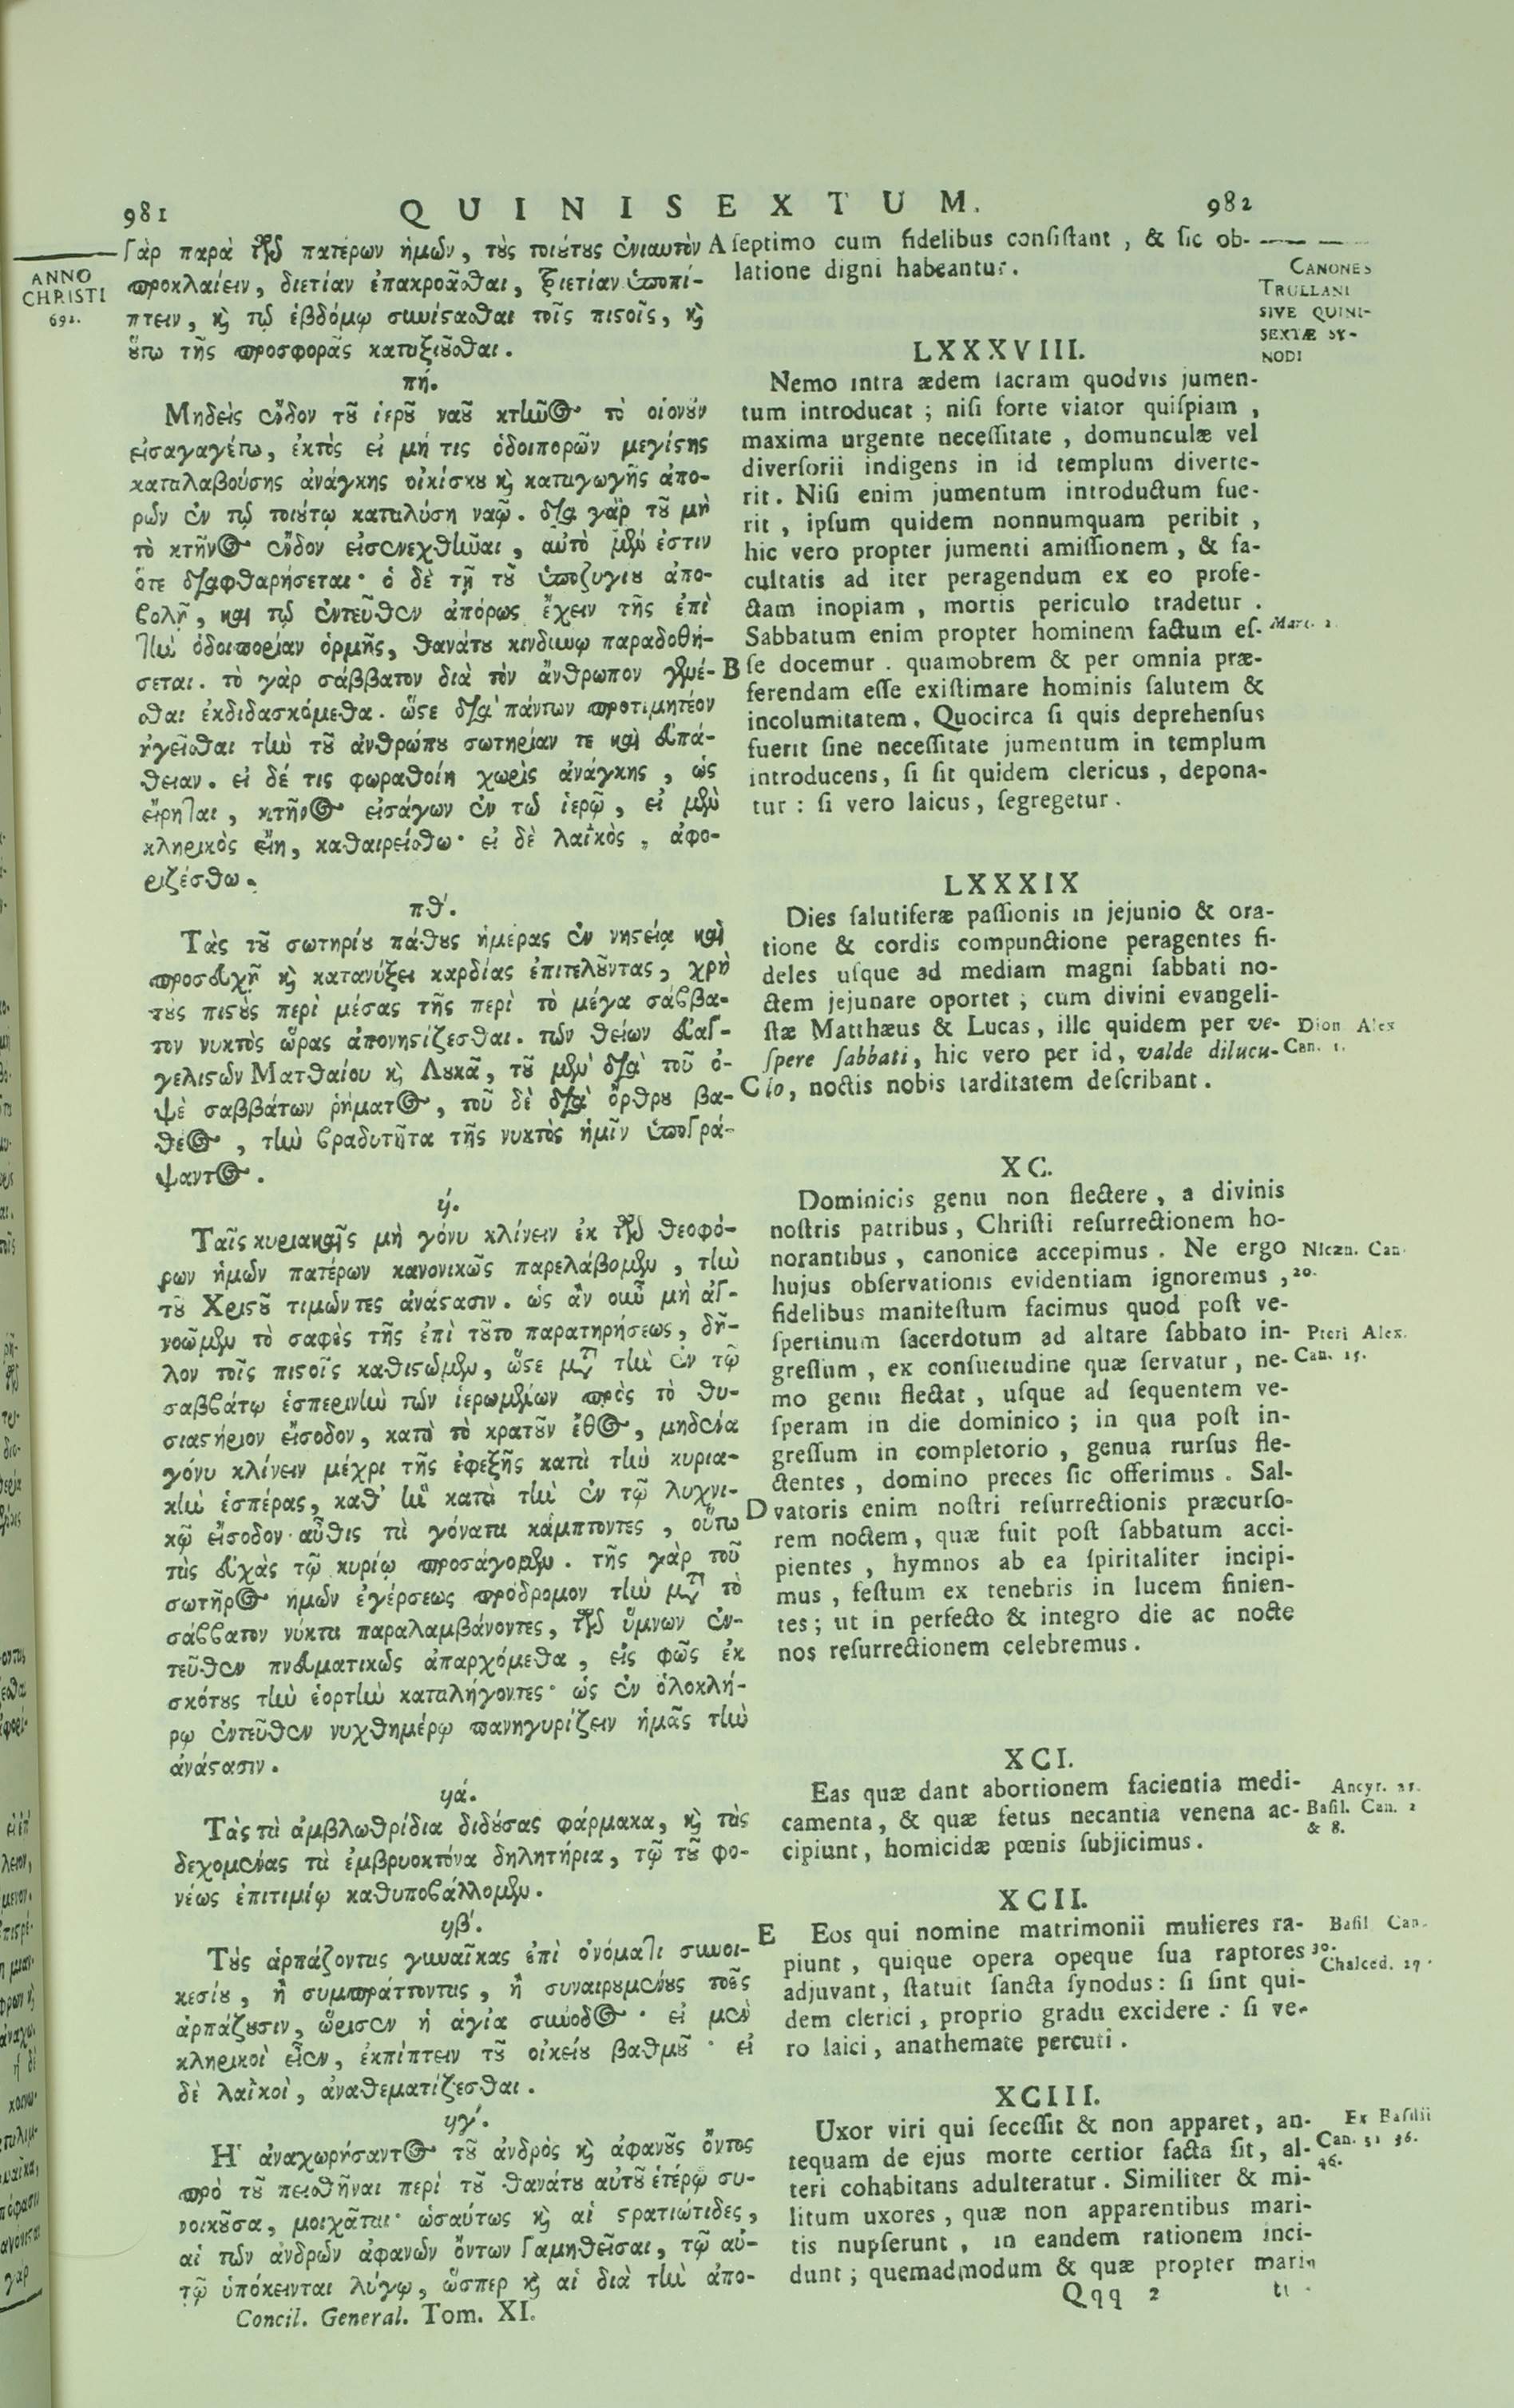 981 QUINISEXTUM. 982
ANNO
CHRISTI
692.
γὰρ παρὰ τῶν πατέρων ἡμῶν, τοὺς τοιούτους ἐνιαυτὸν
προκλαίειν, διετίαν ἐπακροᾶσθαι, τριετίαν ὑποπί-
πτειν, καὶ τῷ ἑβδόμῳ συνίστασθαι τοῖς πιστοῖς, καὶ
οὕτω τῆς προσφορᾶς καταξιοῦσθαι.
πή.
Μηδεὶς ἔνδον τοῦ ἱεροῦ ναοῦ κτῆνος τὸ οἱονοῦν
εἰσαγαγέτω, ἐκτὸς εἰ μή τις ὁδοιπορῶν μεγίστης
καταλαβούσης ἀνάγκης οἰκίσκου καὶ καταγωγῆς ἀπο-
ρῶν ἐν τῷ τοιούτῳ καταλύσῃ ναῷ. διὰ γὰρ τοῦ μὴ
τὸ κτῆνος ἔνδον εἰσενεχθῆναι, αὐτὸ μέν ἐστιν
ὅτε διαφθαρήσεται· ὁ δὲ τῇ τοῦ ὑποζυγίου ἀπο-
βολῇ, καὶ τῷ ἐντεῦθεν ἀπόρως ἔχειν τῆς ἐπὶ
τὴν ὁδοιπορίαν ὁρμῆς, θανάτου κινδύνῳ παραδοθή-
σεται. τὸ γὰρ σάββατον διὰ τὸν ἄνθρωπον γενέ-
σθαι ἐκδιδασκόμεθα. ὥστε διὰ πάντων προτιμητέον
ἡγεῖσθαι τὴν τοῦ ἀνθρώπου σωτηρίαν τε καὶ εὐπά-
θειαν. εἰ δέ τις φωραθοίη χωρὶς ἀνάγκης, ὡς
εἴρηται, κτῆνος εἰσάγων ἐν τῷ ἱερῷ, εἰ μὲν
κληρικὸς εἴη, καθαιρείσθω· εἰ δὲ λαϊκὸς, ἀφο-
ριζέσθω.
πθ'.
Τὰς τοῦ σωτηρίου πάθους ἡμέρας ἐν νηστείᾳ καὶ
προσευχῇ καὶ κατανύξει καρδίας ἐπιτελοῦντας, χρὴ
τοὺς πιστοὺς περὶ μέσας τῆς περὶ τὸ μέγα σάββα-
τον νυκτὸς ὥρας ἀπονηστίζεσθαι. τῶν θείων εὐαγ-
γελιστῶν Ματθαίου καὶ Λουκᾶ, τοῦ μὲν διὰ τοῦ ὀ-
ψὲ σαββάτων ῥήματος, τοῦ δὲ διὰ ὄρθρου βα-
θέος, τὴν βραδυτῆτα τῆς νυκτὸς ἡμῖν ὑπογρά-
ψαντος.
ϟ'.
Ταῖς κυριακαῖς μὴ γόνυ κλίνειν ἐκ τῶν θεοφό-
ρων ἡμῶν πατέρων κανονικῶς παρελάβομεν, τὴν
τοῦ Χριστοῦ τιμῶντες ἀνάστασιν. ὡς ἂν οὖν μὴ ἀγ-
νοῶμεν τὸ σαφὲς τῆς ἐπὶ τοῦτο παρατηρήσεως, δῆ-
λον τοῖς πιστοῖς καθιστῶμεν, ὥστε μετὰ τὴν ἐν τῷ
σαββάτῳ ἑσπερινὴν τῶν ἱερωμένων πρὸς τὸ θυ-
σιαστήριον εἴσοδον, κατὰ τὸ κρατοῦν ἔθος, μηδένα
γόνυ κλίνειν μέχρι τῆς ἐφεξῆς κατὰ τὴν κυρια-
κὴν ἑσπέρας, καθ' ἣν κατὰ τὴν ἐν τῷ λυχνι-
κῷ εἴσοδον· αὖθις τὰ γόνατα κάμπτοντες, οὕτω
τὰς εὐχὰς τῷ κυρίῳ προσάγομεν. τῆς γὰρ τοῦ
σωτῆρος ἡμῶν ἐγέρσεως πρόδρομον τὴν μετὰ τὸ
σάββατον νύκτα παραλαμβάνοντες, τῶν ὕμνων ἐν-
τεῦθεν πνευματικῶς ἀπαρχόμεθα, εἰς φῶς ἐκ
σκότους τὴν ἑορτὴν καταλήγοντες· ὡς ἐν ὁλοκλή-
ρῳ ἐντεῦθεν νυχθημέρῳ πανηγυρίζειν ἡμᾶς τὴν
ἀνάστασιν.
ϟά.
Τὰς τὰ ἀμβλωθρίδια διδούσας φάρμακα, καὶ τὰς
δεχομένας τὰ ἐμβρυοκτόνα δηλητήρια, τῷ τοῦ φο-
νέως ἐπιτιμίῳ καθυποβάλλομεν.
ϟβ'.
Τοὺς ἁρπάζοντας γυναῖκας ἐπὶ ὀνόματι συνοι-
κεσίου, ἢ συμπράττοντας, ἢ συναιρουμένους τοῖς
ἁρπάζουσιν, ὥρισεν ἡ ἁγία σύνοδος· εἰ μὲν
κληρικοὶ εἶεν, ἐκπίπτειν τοῦ οἰκείου βαθμοῦ· εἰ
δὲ λαϊκοὶ, ἀναθεματίζεσθαι.
ϟγ'.
Ἡ ἀναχωρήσαντος τοῦ ἀνδρὸς καὶ ἀφανοῦς ὄντος
πρὸ τοῦ πεισθῆναι περὶ τοῦ θανάτου αὐτοῦ ἑτέρῳ συ-
νοικοῦσα, μοιχᾶται· ὡσαύτως καὶ αἱ στρατιώτιδες,
αἱ τῶν ἀνδρῶν ἀφανῶν ὄντων γαμηθεῖσαι, τῷ αὐ-
τῷ ὑπόκεινται λόγῳ, ὥσπερ καὶ αἱ διὰ τὴν ἀπο-
Concil. General. Tom. XI.
A septimo cum fidelibus consistant, & sic ob-
latione digni habeantur.
LXXXVIII.
Nemo intra ædem sacram quodvis jumen-
tum introducat; nisi forte viator quispiam,
maxima urgente necessitate, domunculæ vel
diversorii indigens in id templum diverte-
rit. Nisi enim jumentum introductum fue-
rit, ipsum quidem nonnumquam peribit,
hic vero propter jumenti amissionem, & fa-
cultatis ad iter peragendum ex eo profe-
ctam inopiam, mortis periculo tradetur.
Sabbatum enim propter hominem factum es-
B se docemur. quamobrem & per omnia præ-
ferendam esse existimare hominis salutem &
incolumitatem. Quocirca si quis deprehensus
fuerit sine necessitate jumentum in templum
introducens, si sit quidem clericus, depona-
tur: si vero laicus, segregetur.
LXXXIX
Dies salutiferæ passionis in jejunio & ora-
tione & cordis compunctione peragentes fi-
deles usque ad mediam magni sabbati no-
ctem jejunare oportet; cum divini evangeli-
stæ Matthæus & Lucas, ille quidem per ve-
spere sabbati, hic vero per id, valde dilucu-
C lo, noctis nobis tarditatem describant.
XC.
Dominicis genu non flectere, a divinis
nostris patribus, Christi resurrectionem ho-
norantibus, canonice accepimus. Ne ergo
hujus observationis evidentiam ignoremus,
fidelibus manifestum facimus quod post ve-
spertinum sacerdotum ad altare sabbato in-
gressum, ex consuetudine quæ servatur, ne-
mo genu flectat, usque ad sequentem ve-
speram in die dominico; in qua post in-
gressum in completorio, genua rursus fle-
ctentes, domino preces sic offerimus. Sal-
D vatoris enim nostri resurrectionis præcurso-
rem noctem, quæ fuit post sabbatum acci-
pientes, hymnos ab ea spiritaliter incipi-
mus, festum ex tenebris in lucem finien-
tes; ut in perfecto & integro die ac nocte
nos resurrectionem celebremus.
XCI.
Eas quæ dant abortionem facientia medi-
camenta, & quæ fetus necantia venena ac-
cipiunt, homicidæ pœnis subjicimus.
XCII.
E Eos qui nomine matrimonii mulieres ra-
piunt, quique opera opeque sua raptores
adjuvant, statuit sancta synodus: si sint qui-
dem clerici, proprio gradu excidere: si ve-
ro laici, anathemate percuti.
XCIII.
Uxor viri qui secessit & non apparet, an-
tequam de ejus morte certior facta sit, al-
teri cohabitans adulteratur. Similiter & mi-
litum uxores, quæ non apparentibus mari-
tis nupserunt, in eandem rationem inci-
dunt; quemadmodum & quæ propter mari
Qqq 2 ti
CANONES
TRULLANI
SIVE QUINI-
SEXTÆ SY-
NODI
Marc. 2.
Dion. Alex
Can. 1.
Nicæn. Can.
20.
Petri Alex.
Can. 15.
Ancyr. 21.
Basil. Can. 2
& 8.
Basil Can.
30.
Chalced. 27.
Ex Basilii
Can. 31 36.
46.